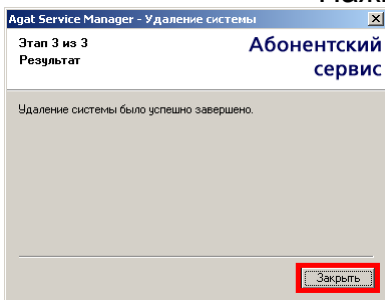 Agat Service Manager - Удаление системы
Этап 3 из 3
Результат
Абонентский
сервис
Удаление системы было успешно завершено.
Закрыть